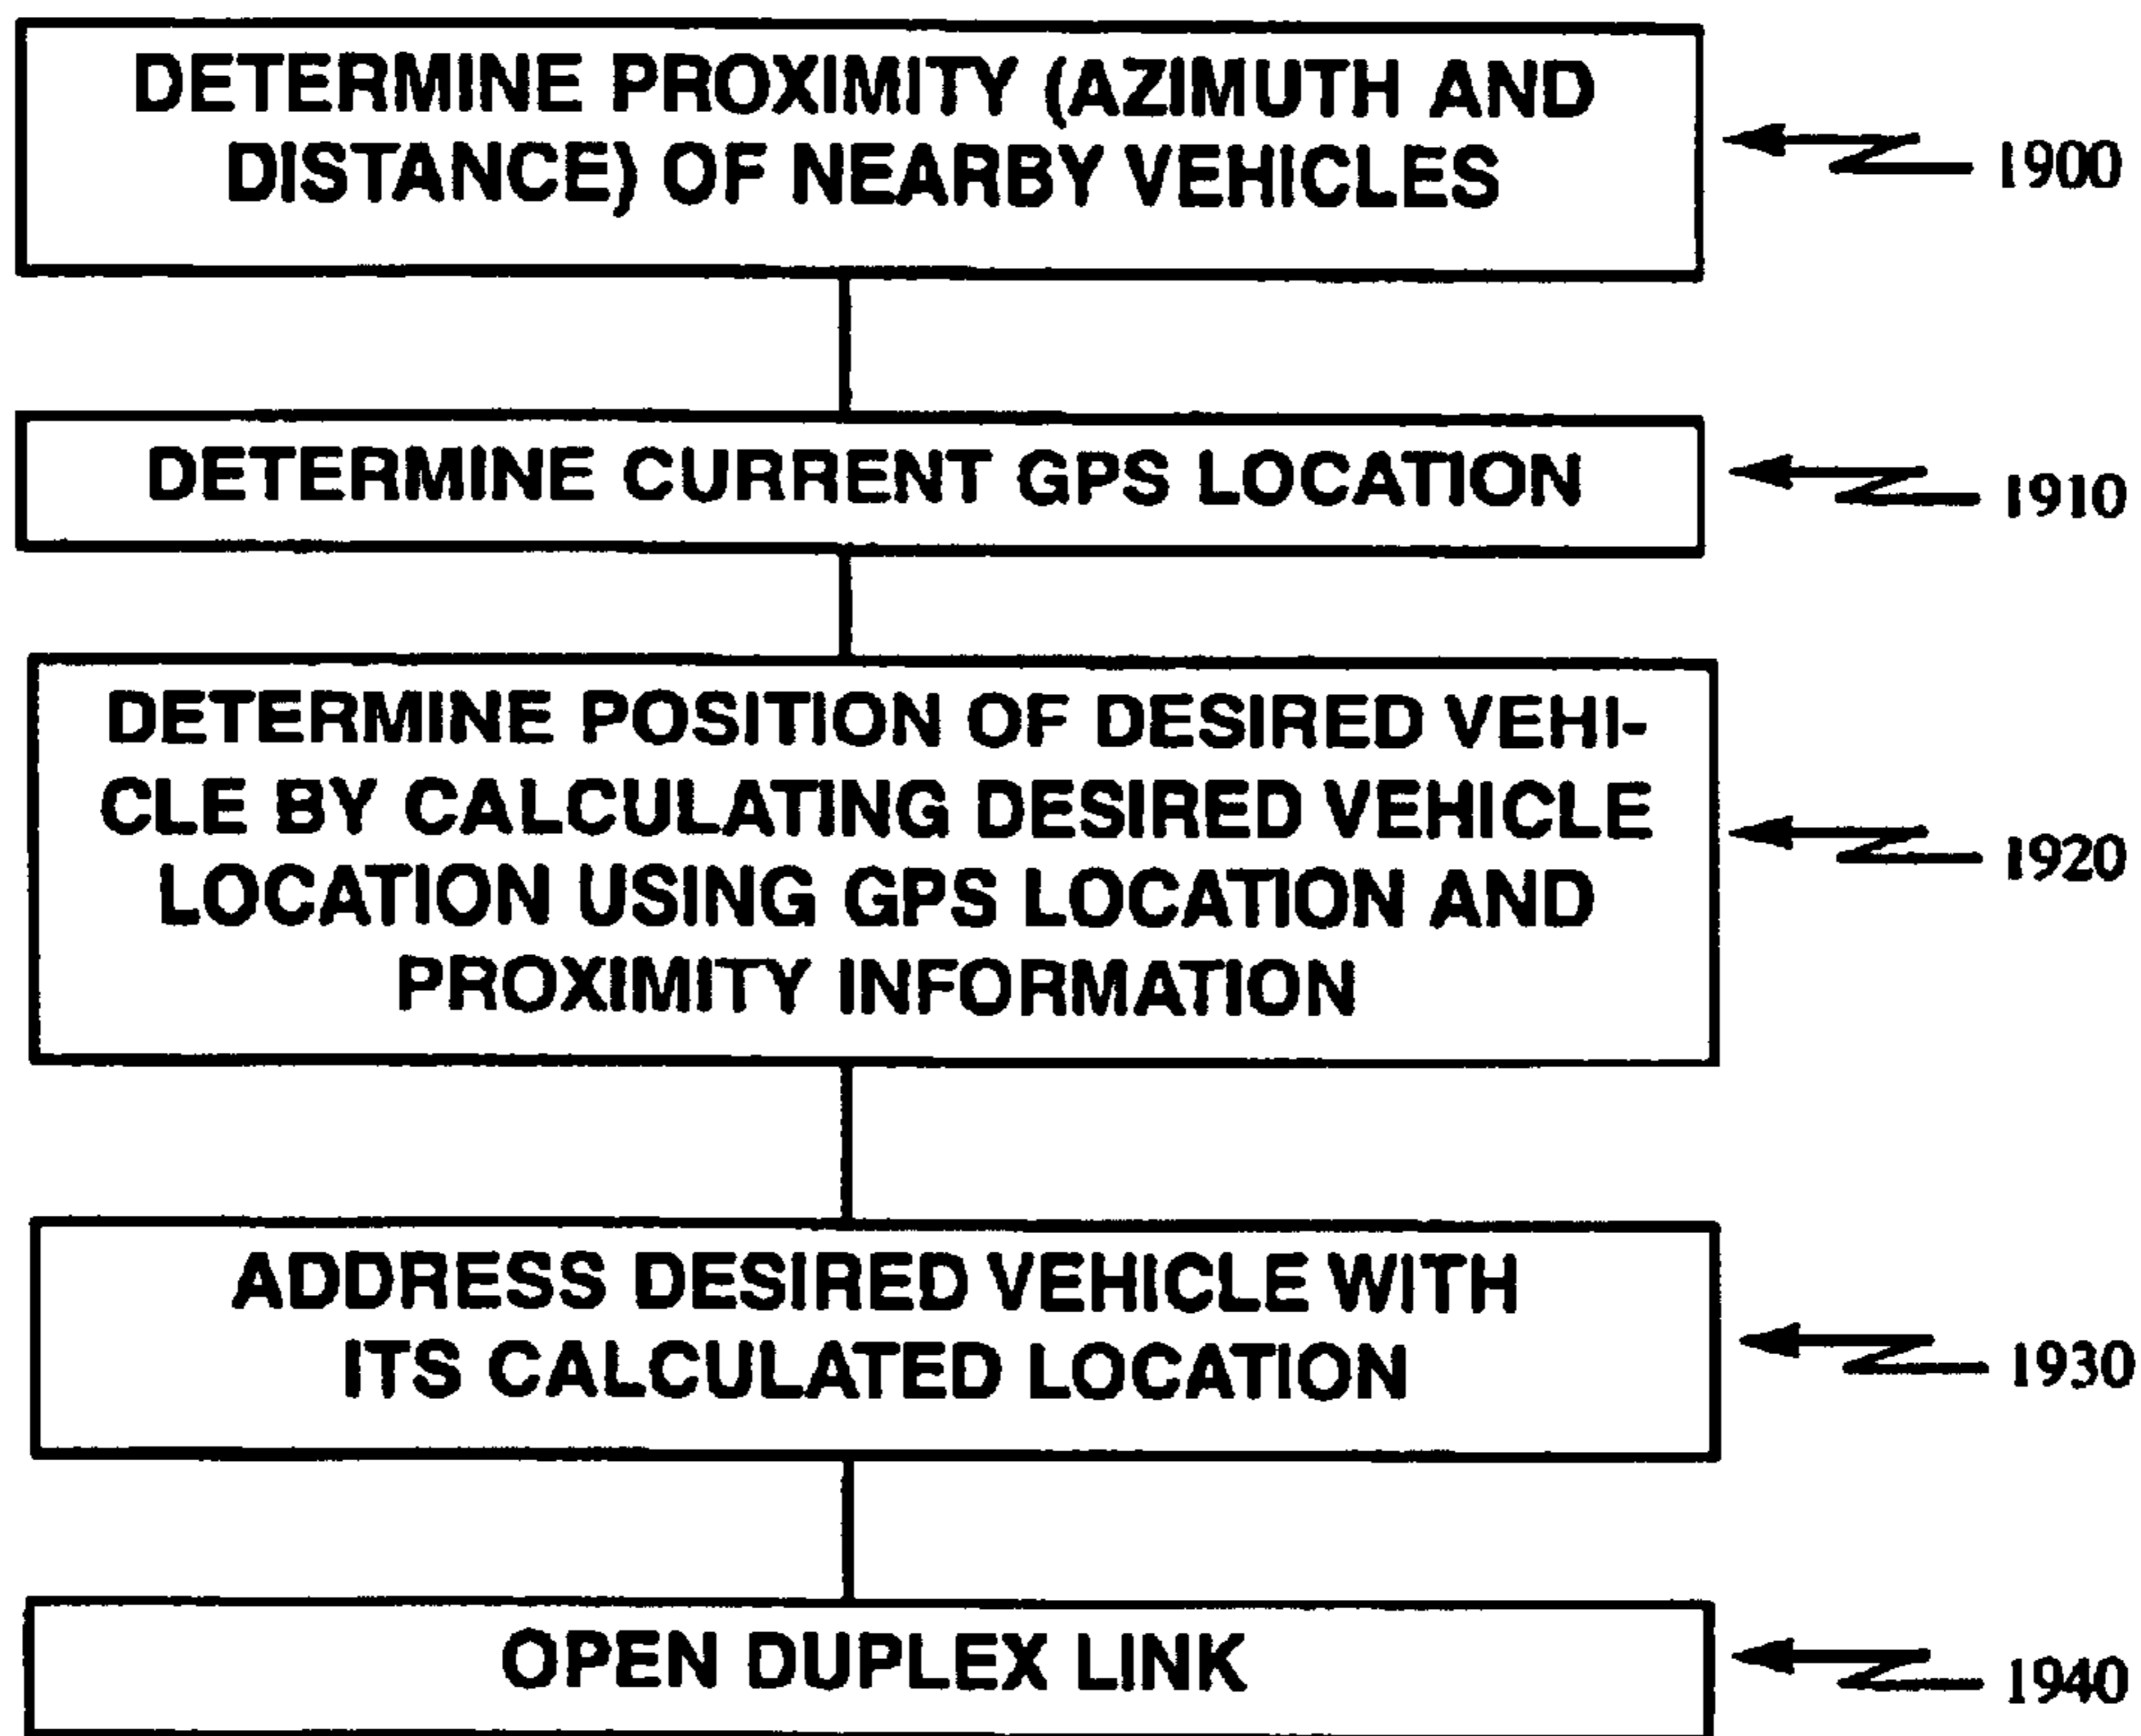 DETERMINE PROXIMITY (AZIMUTH AND
DISTANCE) OF NEARBY VEHICLES
1900
DETERMINE CURRENT GPS LOCATION
1910
DETERMINE POSITION OF DESIRED VEHI-
CLE BY CALCULATING DESIRED VEHICLE
LOCATION USING GPS LOCATION AND
PROXIMITY INFORMATION
1920
ADDRESS DESIRED VEHICLE WITH
ITS CALCULATED LOCATION
1930
OPEN DUPLEX LINK
1940